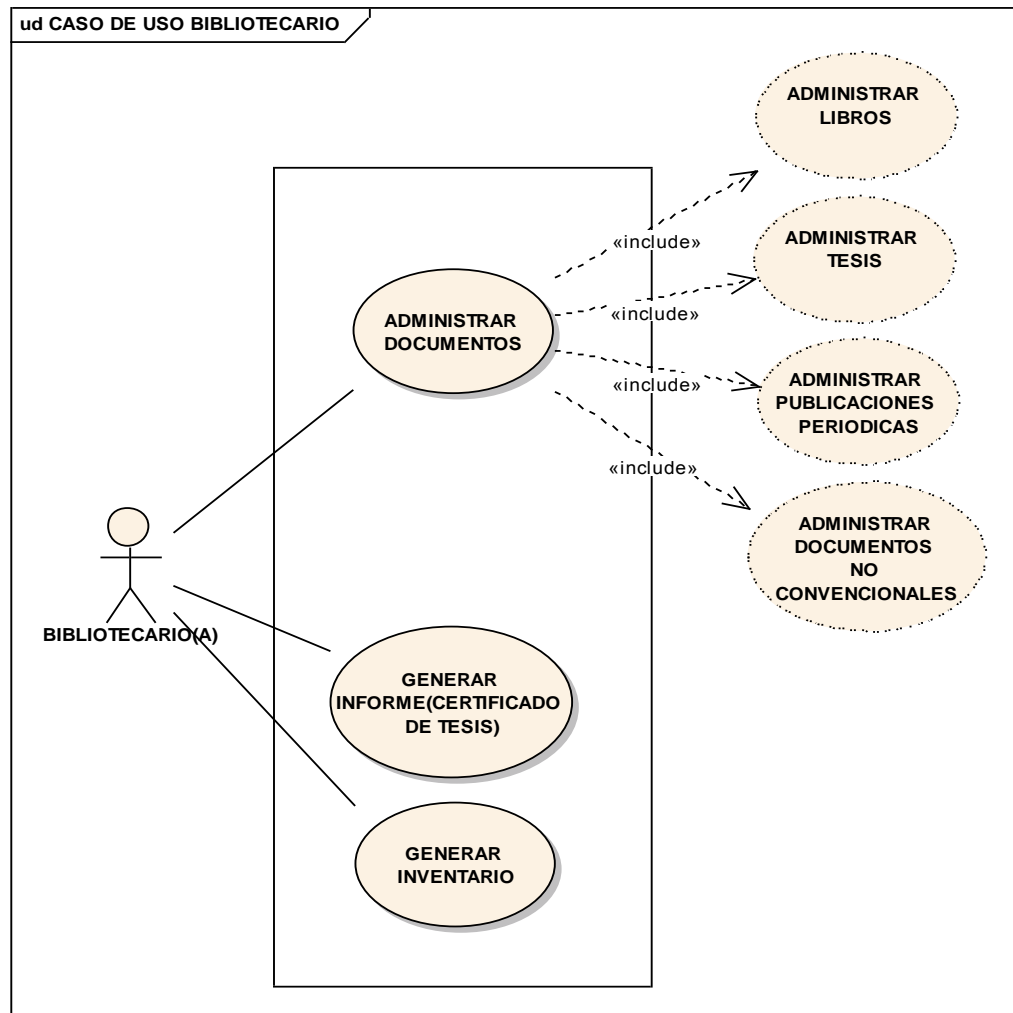 ud CASO DE USO BIBLIOTECARIO
ADMINISTRAR
LIBROS
«include»
ADMINISTRAR
TESIS
ADMINISTRAR
DOCUMENTOS
«include»
«include»
ADMINISTRAR
PUBLICACIONES
PERIODICAS
«include»
ADMINISTRAR
DOCUMENTOS
NO
CONVENCIONALES
BIBLIOTECARIO(A)
GENERAR
INFORME(CERTIFICADO
DE TESIS)
GENERAR
INVENTARIO